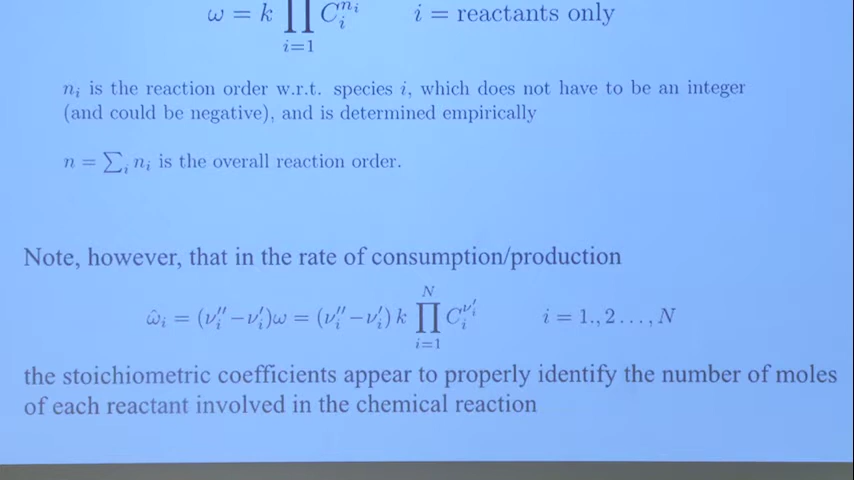 ω = k ∏_{i=1} C_i^{n_i}    i = reactants only
n_i is the reaction order w.r.t. species i, which does not have to be an integer
(and could be negative), and is determined empirically
n = ∑_i n_i is the overall reaction order.
Note, however, that in the rate of consumption/production
ω̂_i = (ν_i″ − ν_i′)ω = (ν_i″ − ν_i′) k ∏_{i=1}^{N} C_i^{ν_i′}    i = 1., 2 . . . , N
the stoichiometric coefficients appear to properly identify the number of moles
of each reactant involved in the chemical reaction